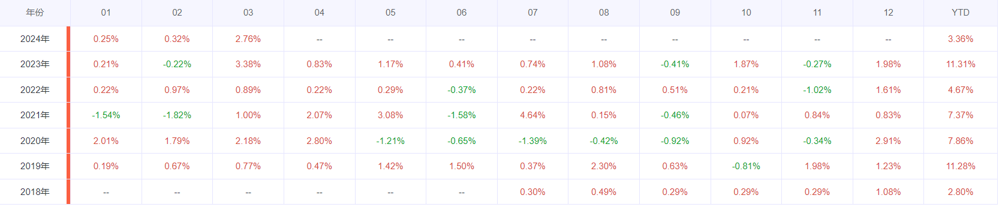 年份 01 02 03 04 05 06 07 08 09 10 11 12 YTD
2024年 0.25% 0.32% 2.76% -- -- -- -- -- -- -- -- -- 3.36%
2023年 0.21% -0.22% 3.38% 0.83% 1.17% 0.41% 0.74% 1.08% -0.41% 1.87% -0.27% 1.98% 11.31%
2022年 0.22% 0.97% 0.89% 0.22% 0.29% -0.37% 0.22% 0.81% 0.51% 0.21% -1.02% 1.61% 4.67%
2021年 -1.54% -1.82% 1.00% 2.07% 3.08% -1.58% 4.64% 0.15% -0.46% 0.07% 0.84% 0.83% 7.37%
2020年 2.01% 1.79% 2.18% 2.80% -1.21% -0.65% -1.39% -0.42% -0.92% 0.92% -0.34% 2.91% 7.86%
2019年 0.19% 0.67% 0.77% 0.47% 1.42% 1.50% 0.37% 2.30% 0.63% -0.81% 1.98% 1.23% 11.28%
2018年 -- -- -- -- -- -- 0.30% 0.49% 0.29% 0.29% 0.29% 1.08% 2.80%